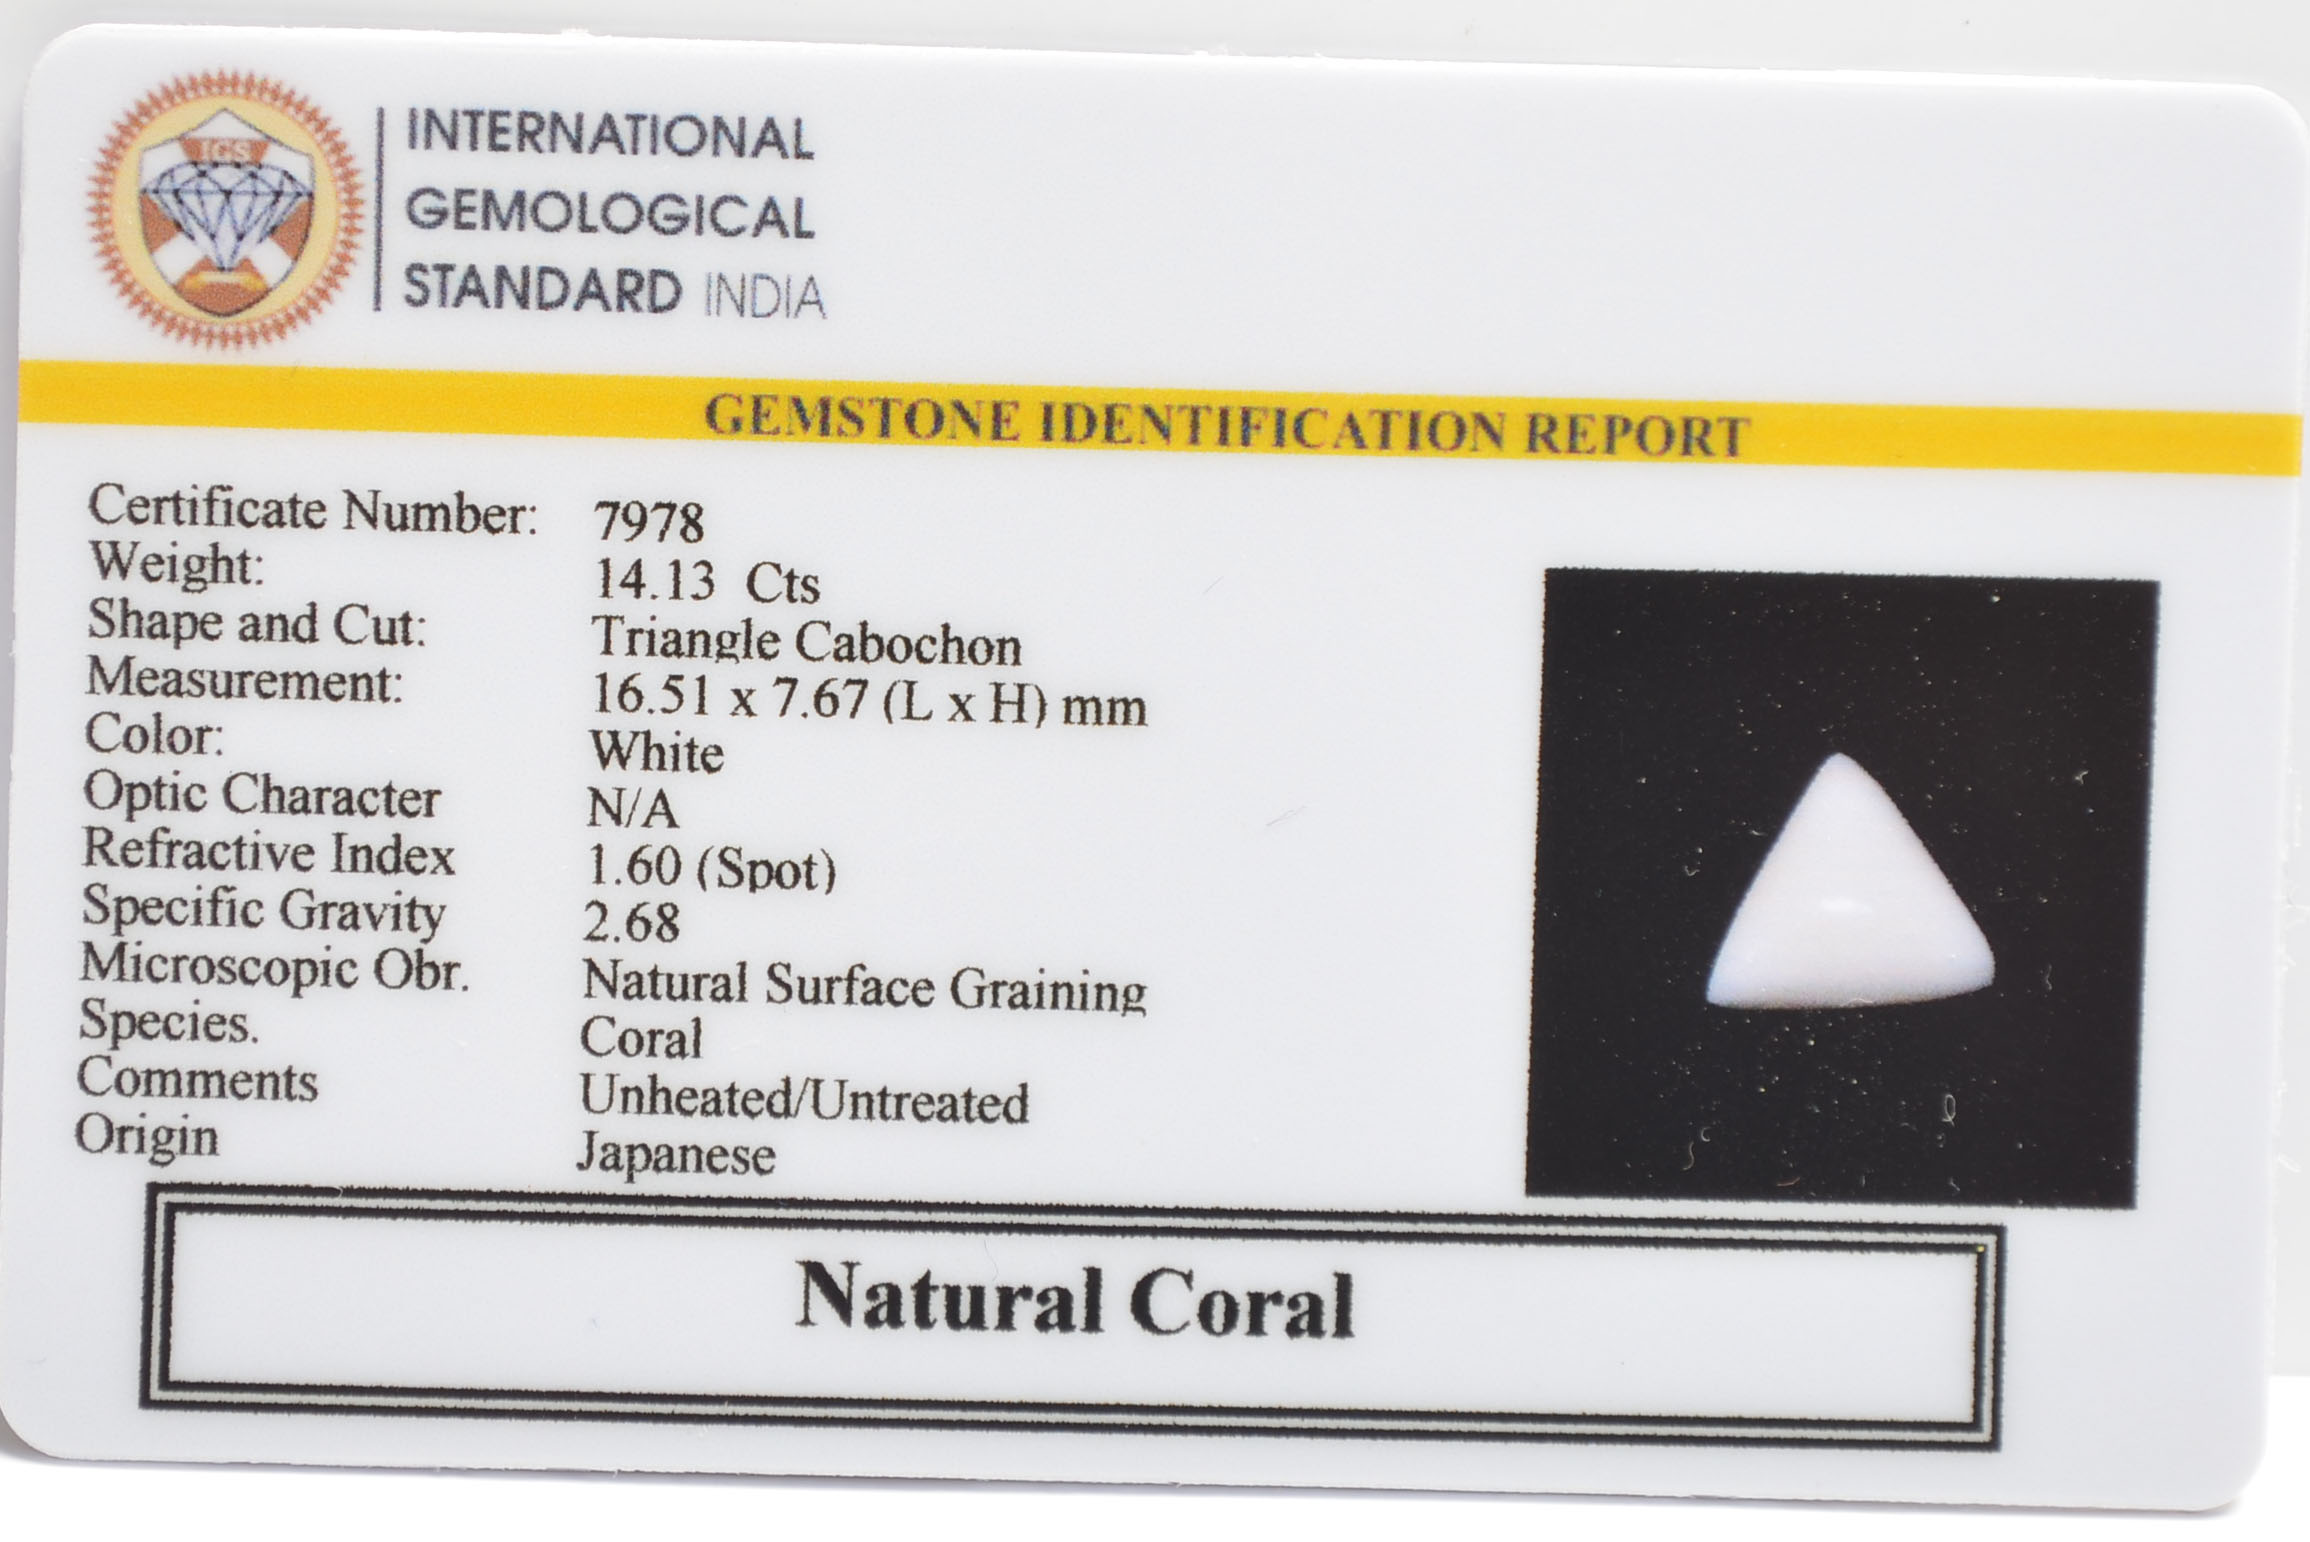 IGS
INTERNATIONAL
GEMOLOGICAL
STANDARD INDIA
GEMSTONE IDENTIFICATION REPORT
Certificate Number: 7978
Weight: 14.13 Cts
Shape and Cut: Triangle Cabochon
Measurement: 16.51 x 7.67 (L x H) mm
Color: White
Optic Character N/A
Refractive Index 1.60 (Spot)
Specific Gravity 2.68
Microscopic Obr. Natural Surface Graining
Species. Coral
Comments Unheated/Untreated
Origin Japanese
Natural Coral